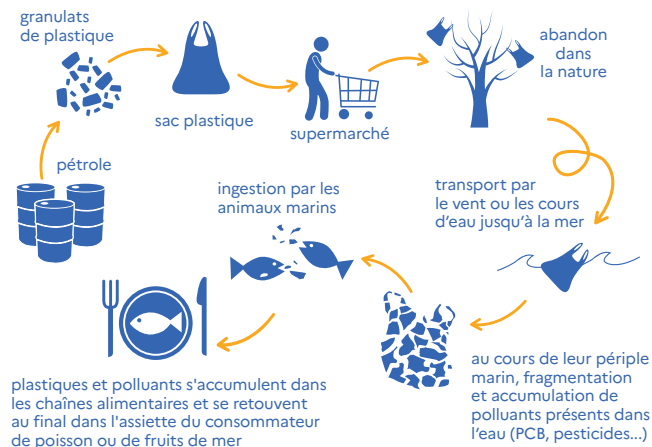 granulats
de plastique
sac plastique
supermarché
abandon
dans
la nature
pétrole
transport par
le vent ou les cours
d'eau jusqu'à la mer
ingestion par les
animaux marins
au cours de leur périple
marin, fragmentation
et accumulation de
polluants présents dans
l'eau (PCB, pesticides...)
plastiques et polluants s'accumulent dans
les chaînes alimentaires et se retouvent
au final dans l'assiette du consommateur
de poisson ou de fruits de mer